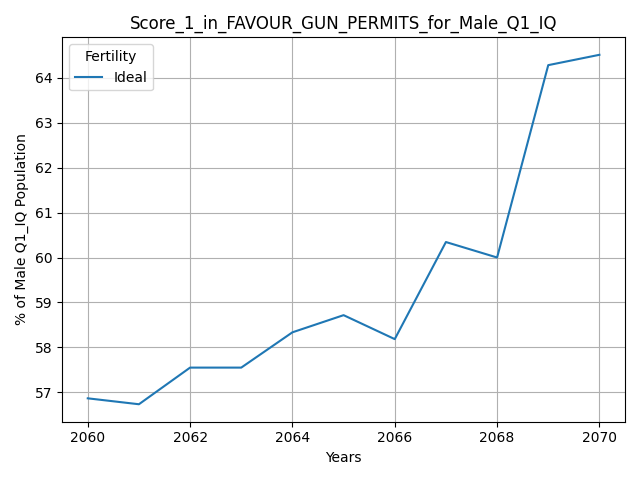 Score_1_in_FAVOUR_GUN_PERMITS_for_Male_Q1_IQ
Fertility
Ideal
% of Male Q1_IQ Population
64
63
62
61
60
59
58
57
2060
2062
2064
2066
2068
2070
Years